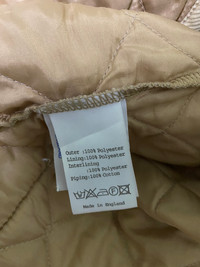 Outer :100% Polyester
Lining:100% Polyester
Interlining
:100% Polyester
Piping:100% Cotton
Made in England